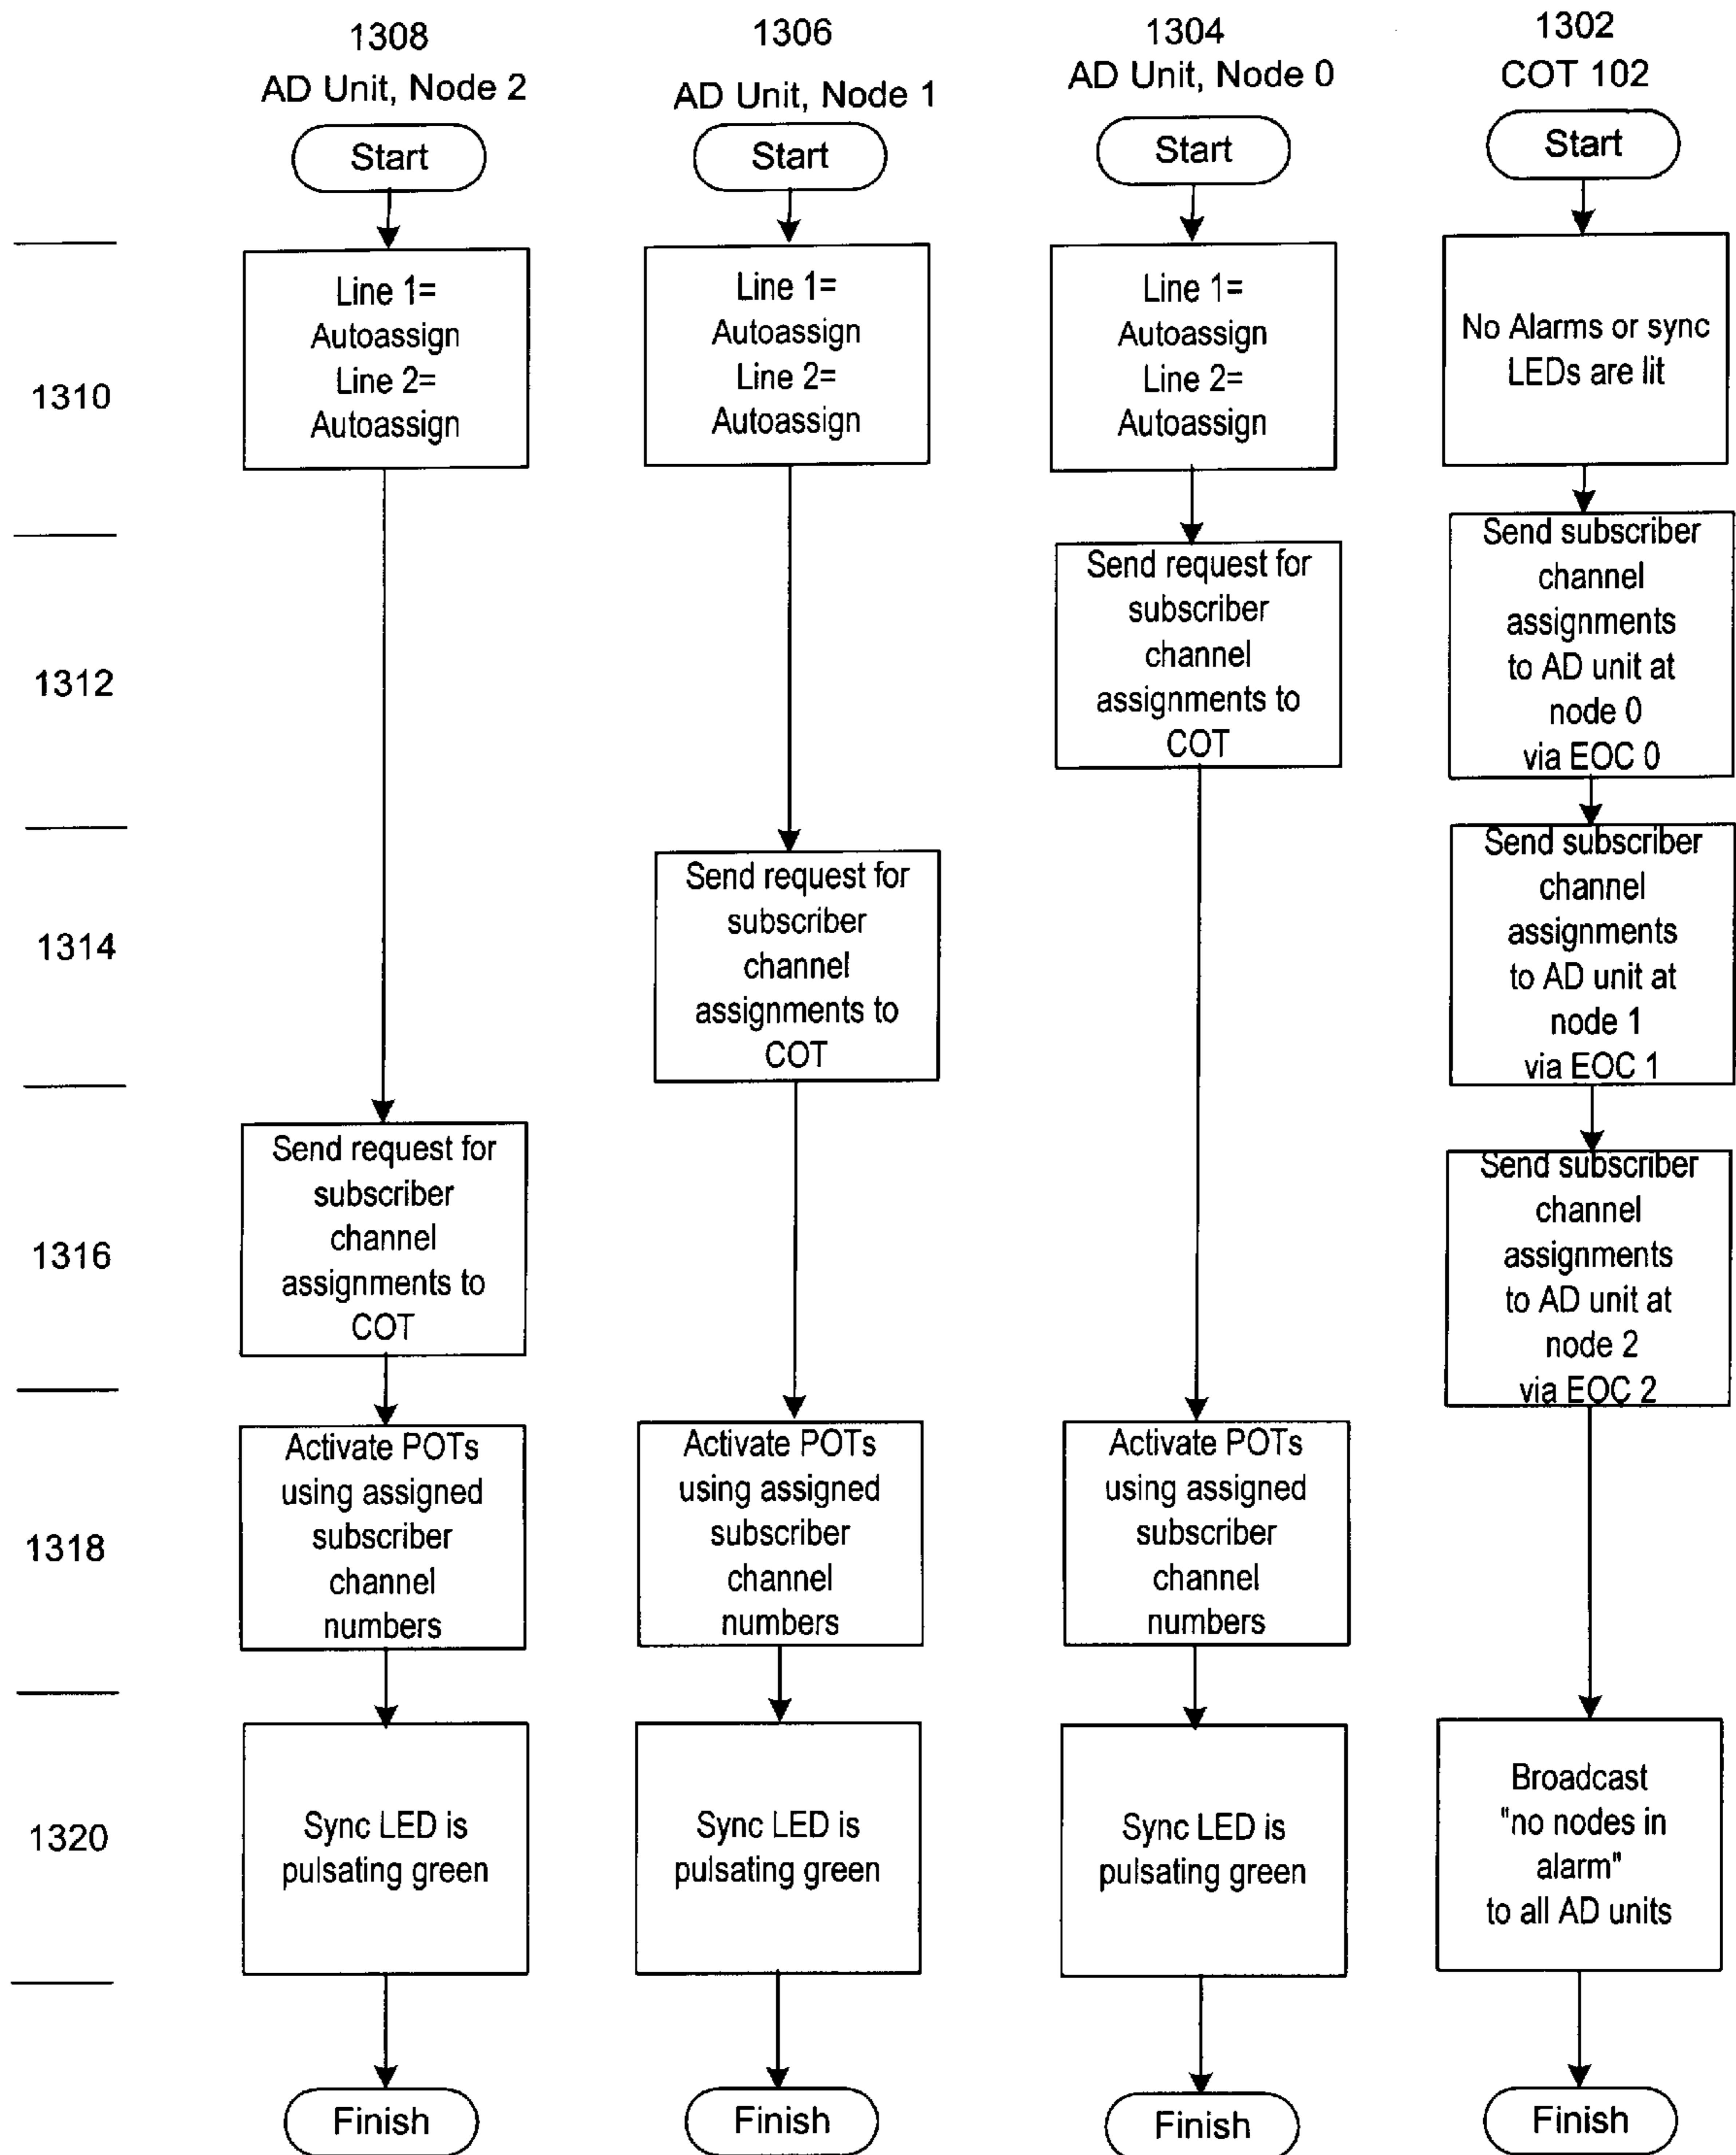 1308
AD Unit, Node 2
1306
AD Unit, Node 1
1304
AD Unit, Node 0
1302
COT 102
Start
Start
Start
Start
1310
Line 1=
Autoassign
Line 2=
Autoassign
Line 1=
Autoassign
Line 2=
Autoassign
Line 1=
Autoassign
Line 2=
Autoassign
No Alarms or sync
LEDs are lit
1312
Send request for
subscriber
channel
assignments to
COT
Send subscriber
channel
assignments
to AD unit at
node 0
via EOC 0
1314
Send request for
subscriber
channel
assignments to
COT
Send subscriber
channel
assignments
to AD unit at
node 1
via EOC 1
1316
Send request for
subscriber
channel
assignments to
COT
Send subscriber
channel
assignments
to AD unit at
node 2
via EOC 2
1318
Activate POTs
using assigned
subscriber
channel
numbers
Activate POTs
using assigned
subscriber
channel
numbers
Activate POTs
using assigned
subscriber
channel
numbers
1320
Sync LED is
pulsating green
Sync LED is
pulsating green
Sync LED is
pulsating green
Broadcast
"no nodes in
alarm"
to all AD units
Finish
Finish
Finish
Finish